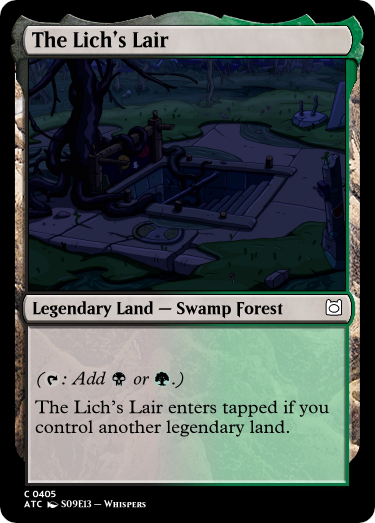 The Lich's Lair
Legendary Land — Swamp Forest
(: Add or .)
The Lich's Lair enters tapped if you
control another legendary land.
C 0405
ATC S09E13 — Whispers